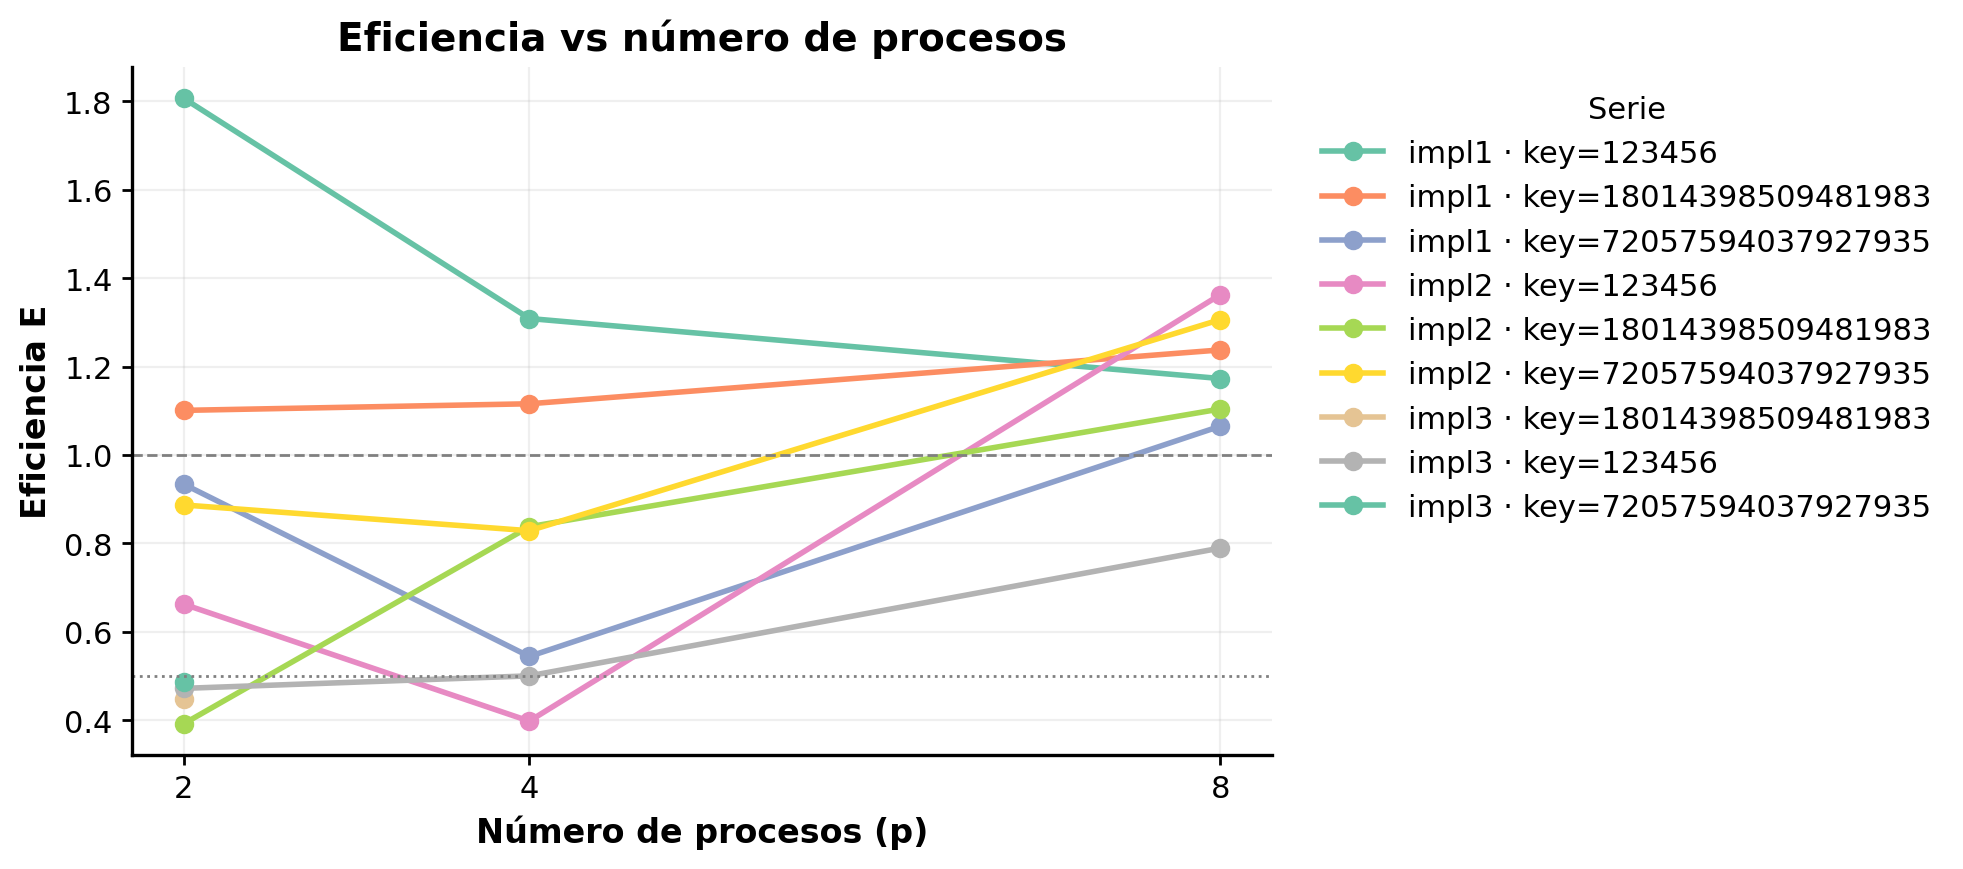 Eficiencia vs número de procesos
Eficiencia E
1.8
1.6
1.4
1.2
1.0
0.8
0.6
0.4
2
4
8
Número de procesos (p)
Serie
impl1 · key=123456
impl1 · key=18014398509481983
impl1 · key=72057594037927935
impl2 · key=123456
impl2 · key=18014398509481983
impl2 · key=72057594037927935
impl3 · key=18014398509481983
impl3 · key=123456
impl3 · key=72057594037927935